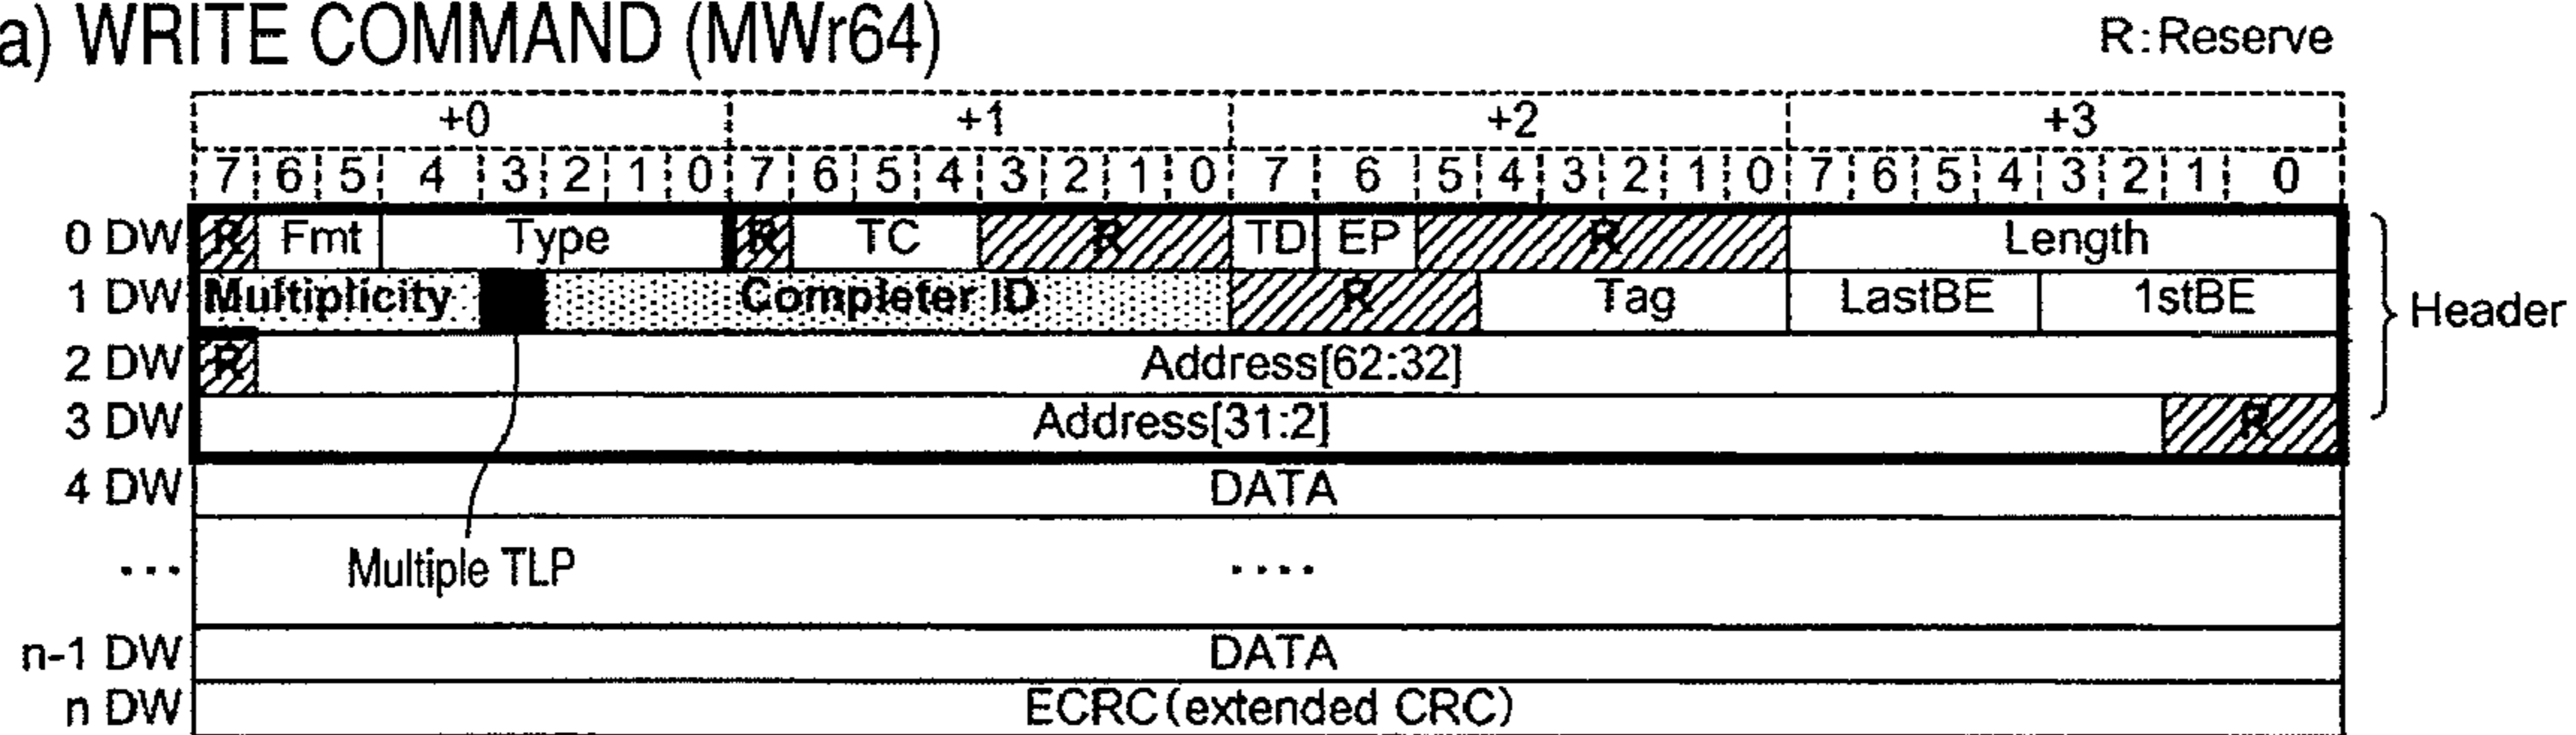 a) WRITE COMMAND (MWr64) R:Reserve
+0 +1 +2 +3
7 6 5 4 3 2 1 0 7 6 5 4 3 2 1 0 7 6 5 4 3 2 1 0 7 6 5 4 3 2 1 0
0 DW R Fmt Type R TC R TD EP R Length
1 DW Multiplicity Completer ID R Tag LastBE 1stBE
Header
2 DW R Address[62:32]
3 DW Address[31:2] R
4 DW DATA
... Multiple TLP ....
n-1 DW DATA
n DW ECRC(extended CRC)